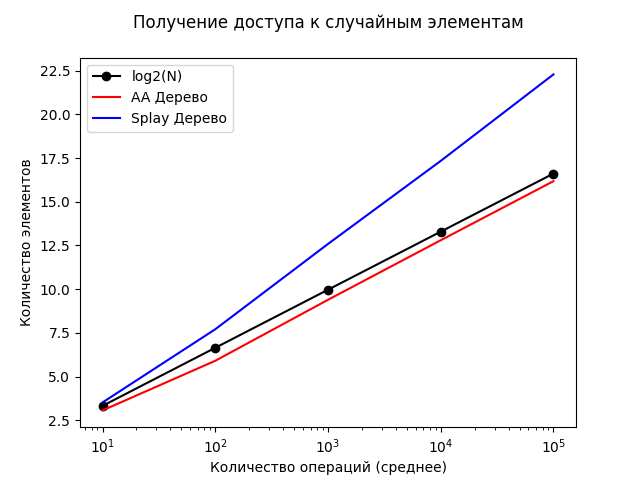 Получение доступа к случайным элементам
log2(N)
AA Дерево
Splay Дерево
Количество элементов
22.5
20.0
17.5
15.0
12.5
10.0
7.5
5.0
2.5
10¹
10²
10³
10⁴
10⁵
Количество операций (среднее)